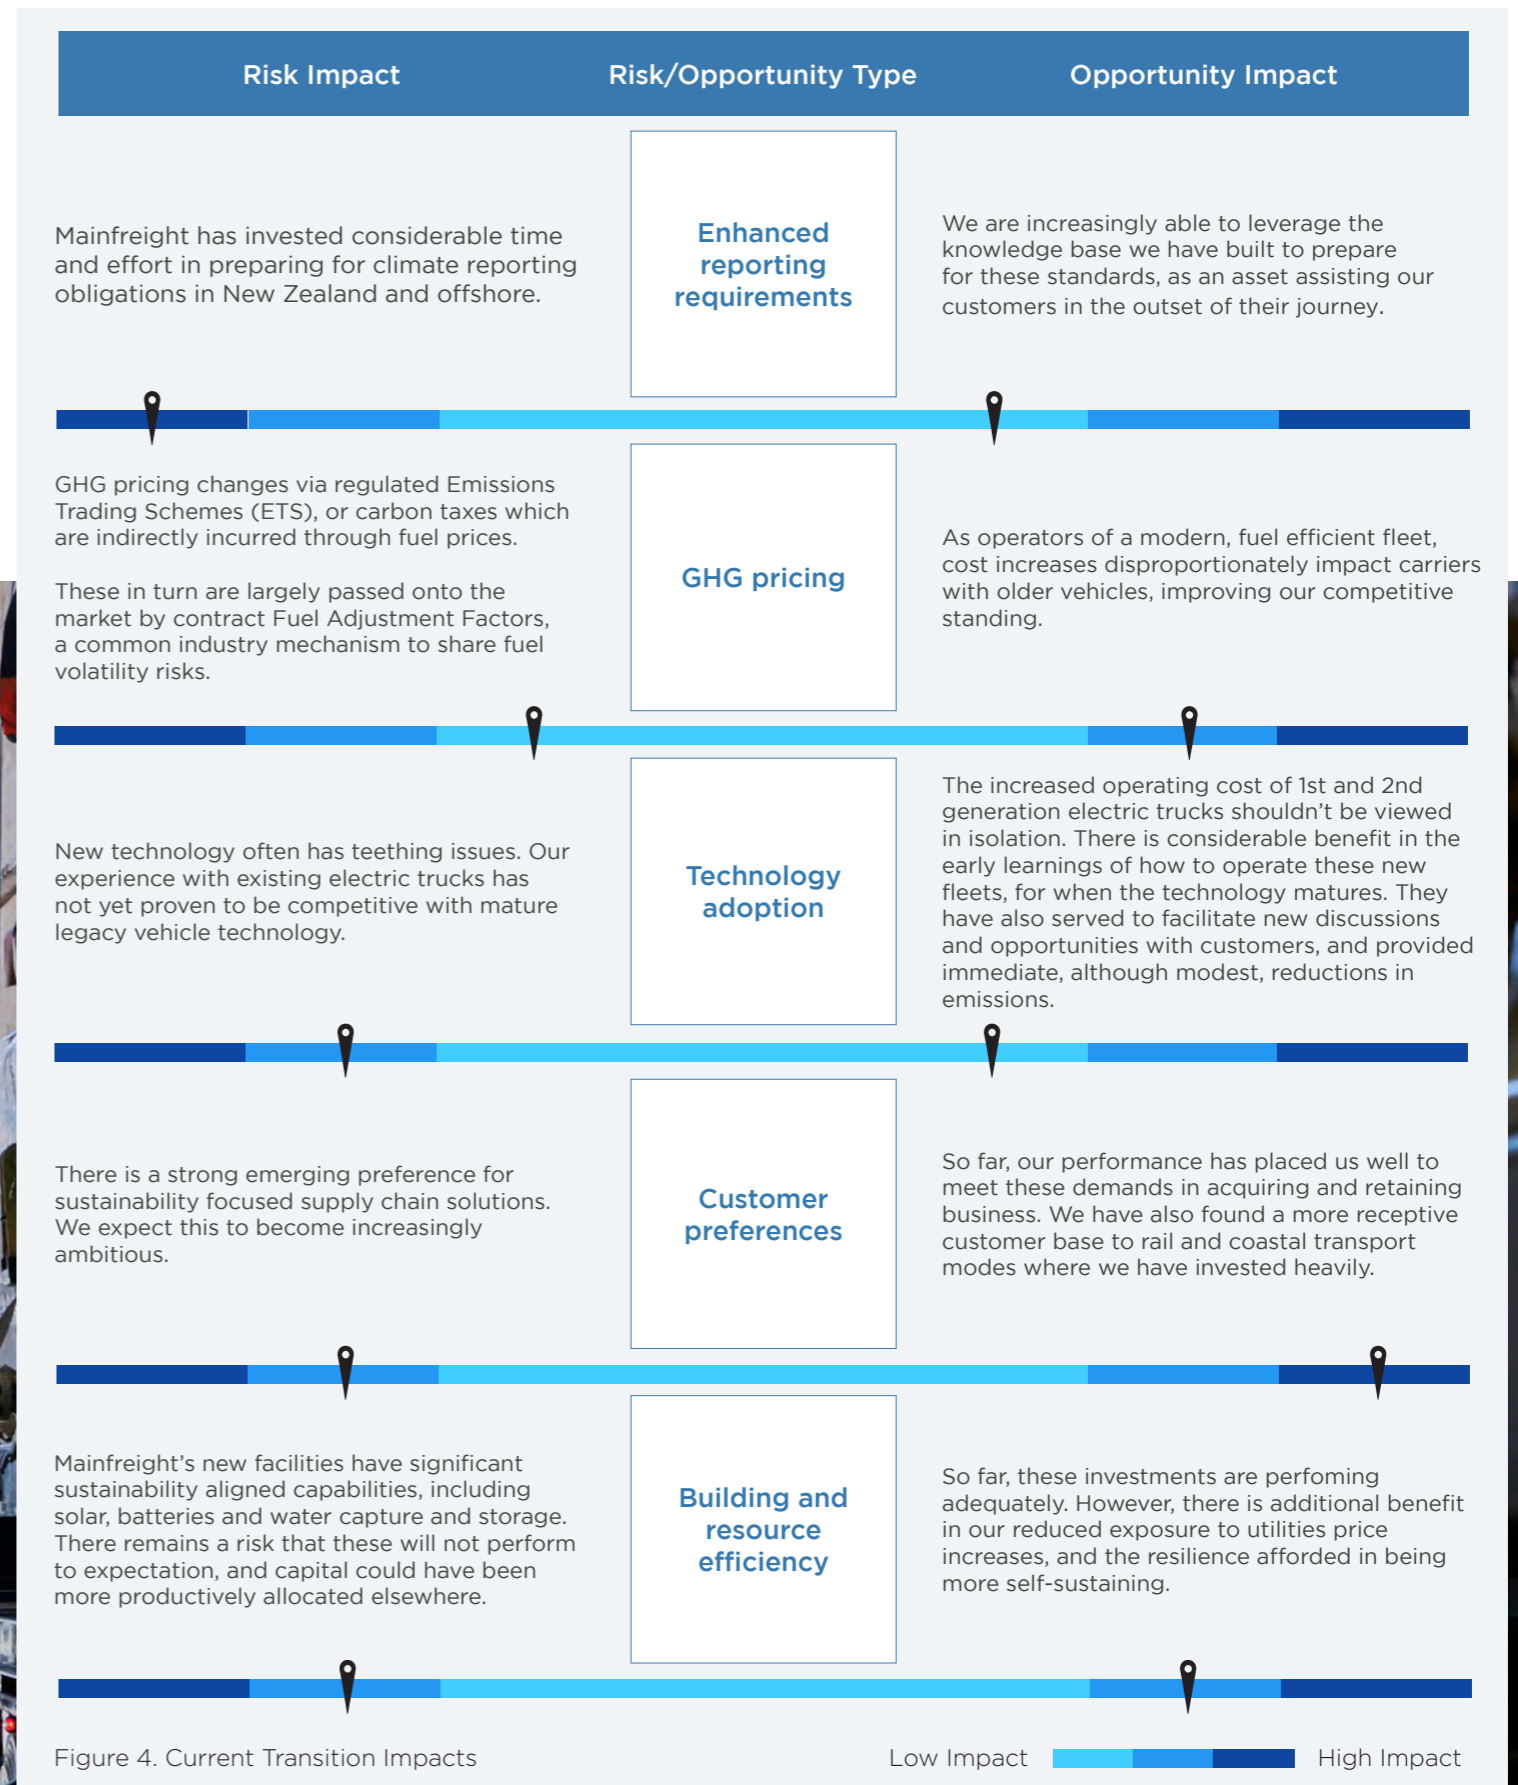 Risk Impact
Risk/Opportunity Type
Opportunity Impact
Mainfreight has invested considerable time
and effort in preparing for climate reporting
obligations in New Zealand and offshore.
Enhanced
reporting
requirements
We are increasingly able to leverage the
knowledge base we have built to prepare
for these standards, as an asset assisting our
customers in the outset of their journey.
GHG pricing changes via regulated Emissions
Trading Schemes (ETS), or carbon taxes which
are indirectly incurred through fuel prices.
These in turn are largely passed onto the
market by contract Fuel Adjustment Factors,
a common industry mechanism to share fuel
volatility risks.
GHG pricing
As operators of a modern, fuel efficient fleet,
cost increases disproportionately impact carriers
with older vehicles, improving our competitive
standing.
New technology often has teething issues. Our
experience with existing electric trucks has
not yet proven to be competitive with mature
legacy vehicle technology.
Technology
adoption
The increased operating cost of 1st and 2nd
generation electric trucks shouldn't be viewed
in isolation. There is considerable benefit in the
early learnings of how to operate these new
fleets, for when the technology matures. They
have also served to facilitate new discussions
and opportunities with customers, and provided
immediate, although modest, reductions in
emissions.
There is a strong emerging preference for
sustainability focused supply chain solutions.
We expect this to become increasingly
ambitious.
Customer
preferences
So far, our performance has placed us well to
meet these demands in acquiring and retaining
business. We have also found a more receptive
customer base to rail and coastal transport
modes where we have invested heavily.
Mainfreight's new facilities have significant
sustainability aligned capabilities, including
solar, batteries and water capture and storage.
There remains a risk that these will not perform
to expectation, and capital could have been
more productively allocated elsewhere.
Building and
resource
efficiency
So far, these investments are perfoming
adequately. However, there is additional benefit
in our reduced exposure to utilities price
increases, and the resilience afforded in being
more self-sustaining.
Figure 4. Current Transition Impacts
Low Impact
High Impact